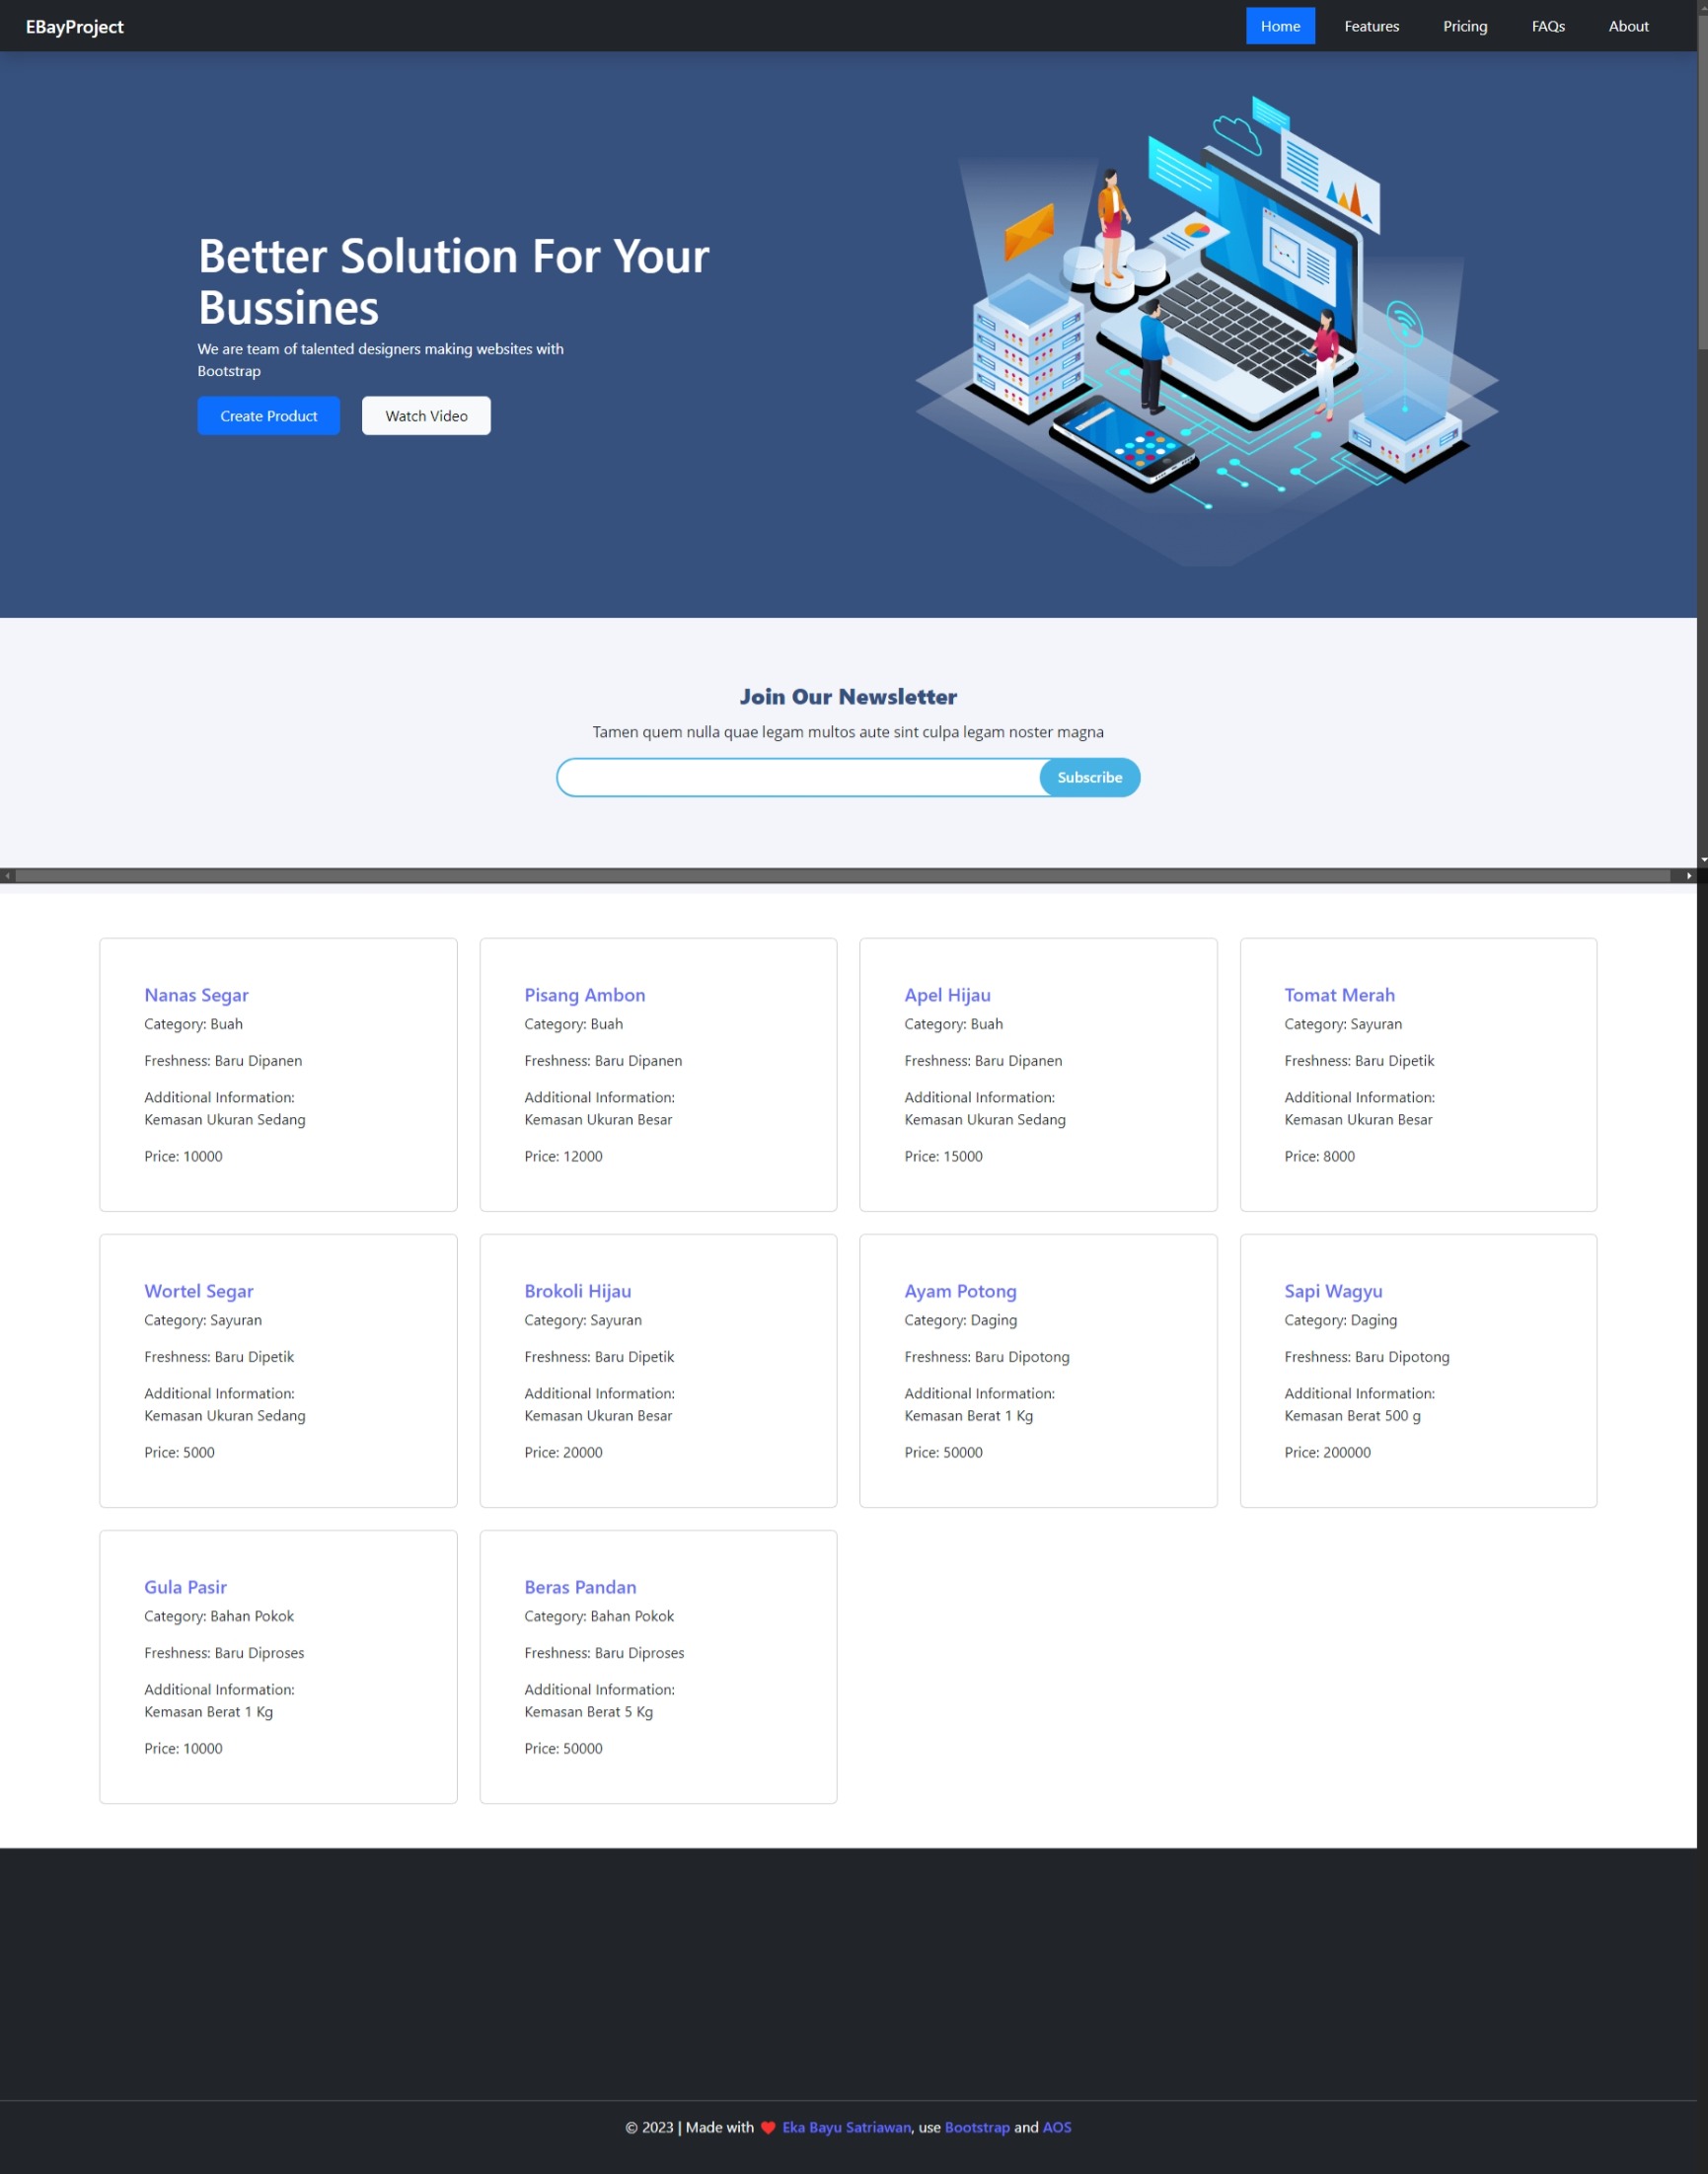 EBayProject
Home Features Pricing FAQs About
Better Solution For Your
Bussines
We are team of talented designers making websites with
Bootstrap
Create Product Watch Video
Join Our Newsletter
Tamen quem nulla quae legam multos aute sint culpa legam noster magna
Subscribe
Nanas Segar
Category: Buah
Freshness: Baru Dipanen
Additional Information:
Kemasan Ukuran Sedang
Price: 10000
Pisang Ambon
Category: Buah
Freshness: Baru Dipanen
Additional Information:
Kemasan Ukuran Besar
Price: 12000
Apel Hijau
Category: Buah
Freshness: Baru Dipanen
Additional Information:
Kemasan Ukuran Sedang
Price: 15000
Tomat Merah
Category: Sayuran
Freshness: Baru Dipetik
Additional Information:
Kemasan Ukuran Besar
Price: 8000
Wortel Segar
Category: Sayuran
Freshness: Baru Dipetik
Additional Information:
Kemasan Ukuran Sedang
Price: 5000
Brokoli Hijau
Category: Sayuran
Freshness: Baru Dipetik
Additional Information:
Kemasan Ukuran Besar
Price: 20000
Ayam Potong
Category: Daging
Freshness: Baru Dipotong
Additional Information:
Kemasan Berat 1 Kg
Price: 50000
Sapi Wagyu
Category: Daging
Freshness: Baru Dipotong
Additional Information:
Kemasan Berat 500 g
Price: 200000
Gula Pasir
Category: Bahan Pokok
Freshness: Baru Diproses
Additional Information:
Kemasan Berat 1 Kg
Price: 10000
Beras Pandan
Category: Bahan Pokok
Freshness: Baru Diproses
Additional Information:
Kemasan Berat 5 Kg
Price: 50000
© 2023 | Made with ❤️ Eka Bayu Satriawan, use Bootstrap and AOS